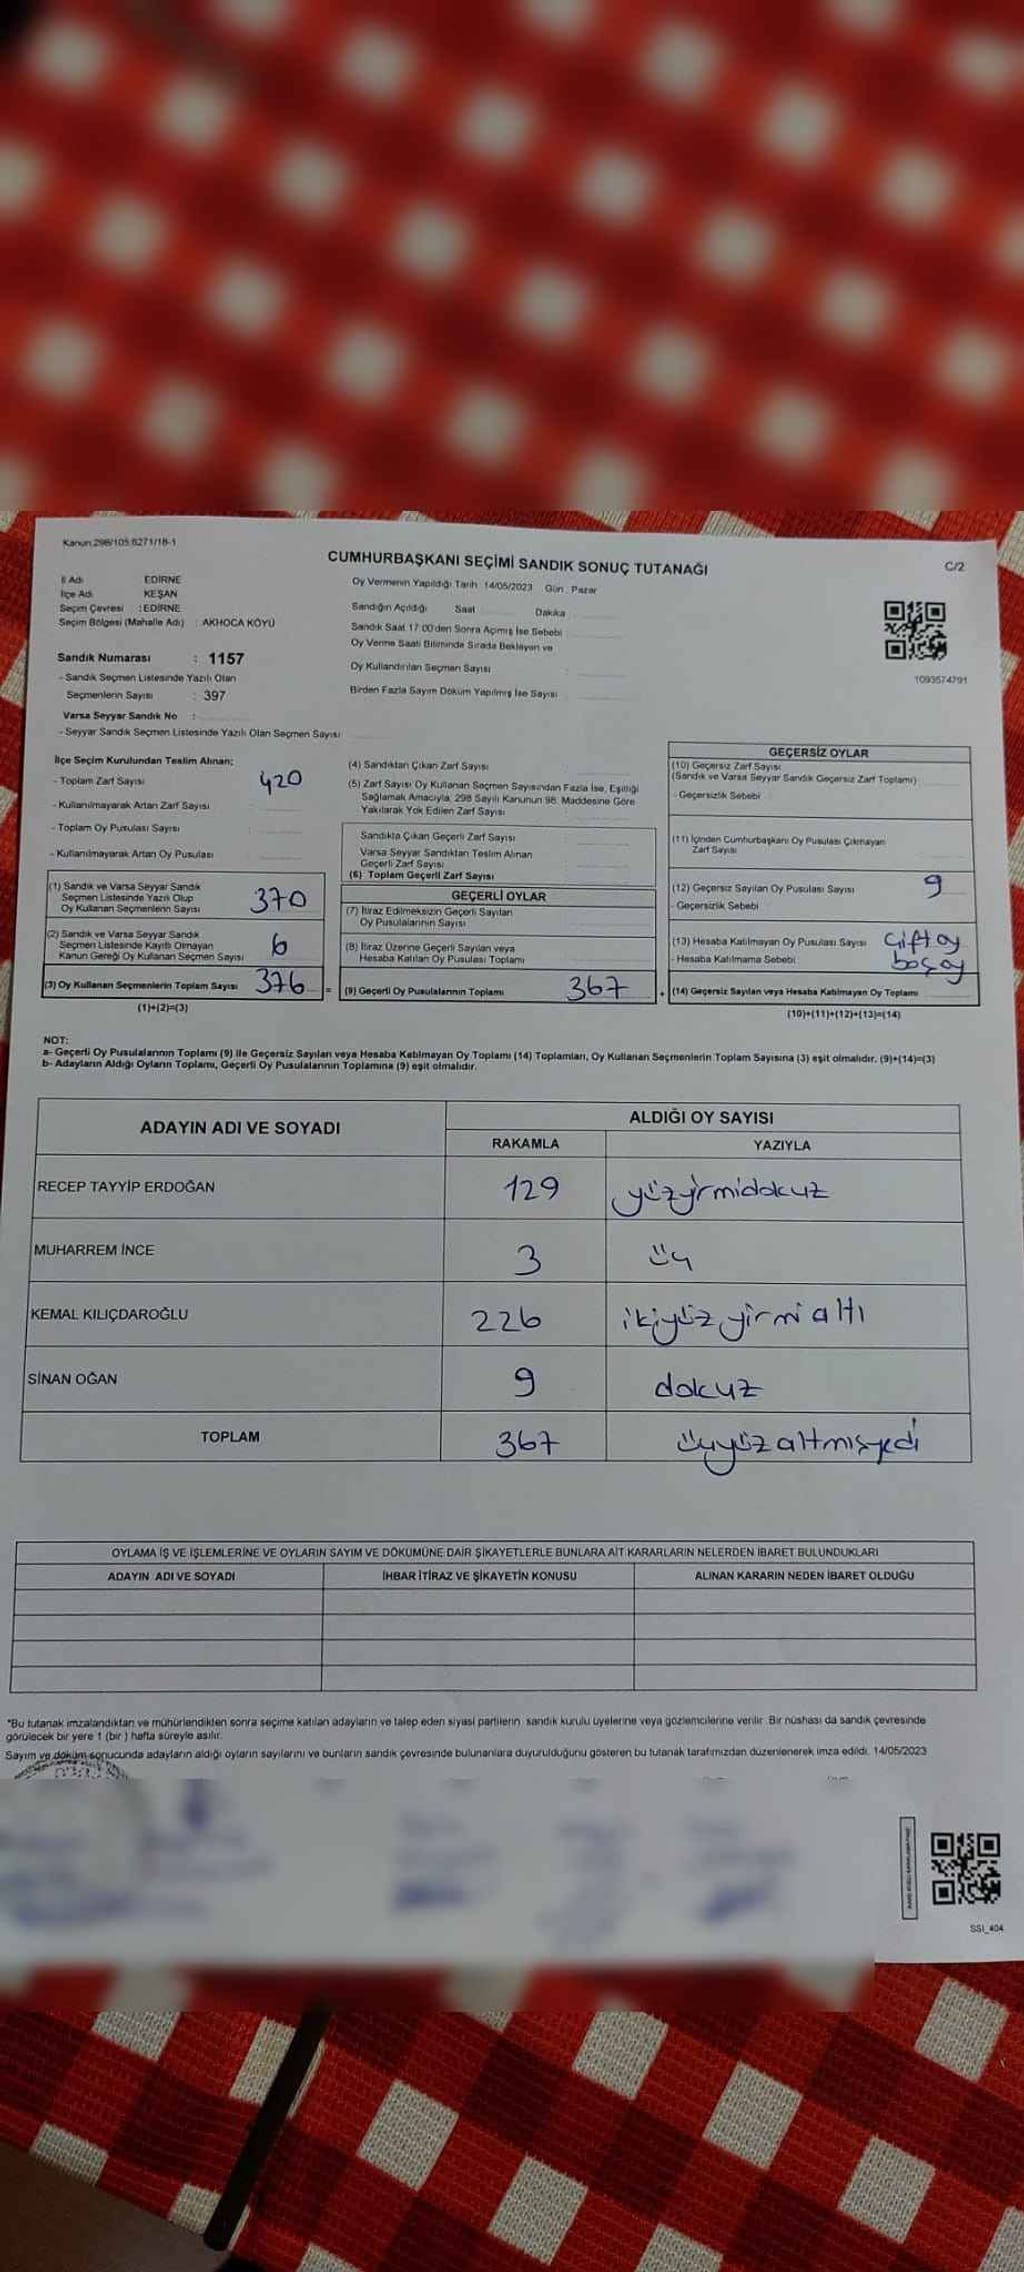 Kanun:298/105 6271/18-1
CUMHURBAŞKANI SEÇİMİ SANDIK SONUÇ TUTANAĞI
C/2
İl Adı EDİRNE
İlçe Adı KEŞAN
Seçim Çevresi : EDİRNE
Seçim Bölgesi (Mahalle Adı) : AKHOCA KÖYÜ
Sandık Numarası : 1157
- Sandık Seçmen Listesinde Yazılı Olan
Seçmenlerin Sayısı : 397
Varsa Seyyar Sandık No :
- Seyyar Sandık Seçmen Listesinde Yazılı Olan Seçmen Sayısı
Oy Vermenin Yapıldığı Tarih 14/05/2023 Gün : Pazar
Sandığın Açıldığı Saat Dakika
Sandık Saat 17:00'den Sonra Açımış İse Sebebi
Oy Verme Saati Bitiminde Sırada Bekleyen ve
Oy Kullandırılan Seçmen Sayısı
Birden Fazla Sayım Döküm Yapılmış İse Sayısı
1093574791
İlçe Seçim Kurulundan Teslim Alınan;
- Toplam Zarf Sayısı 420
- Kullanılmayarak Artan Zarf Sayısı
- Toplam Oy Pusulası Sayısı
- Kullanılmayarak Artan Oy Pusulası
(1) Sandık ve Varsa Seyyar Sandık
Seçmen Listesinde Yazılı Olup
Oy Kullanan Seçmenlerin Sayısı 370
(2) Sandık ve Varsa Seyyar Sandık
Seçmen Listesinde Kayıtlı Olmayan
Kanun Gereği Oy Kullanan Seçmen Sayısı 6
(3) Oy Kullanan Seçmenlerin Toplam Sayısı 376 =
(1)+(2)=(3)
(4) Sandıktan Çıkan Zarf Sayısı
(5) Zarf Sayısı Oy Kullanan Seçmen Sayısından Fazla İse, Eşitliği
Sağlamak Amacıyla, 298 Sayılı Kanunun 98. Maddesine Göre
Yakılarak Yok Edilen Zarf Sayısı
Sandıkta Çıkan Geçerli Zarf Sayısı
Varsa Seyyar Sandıktan Teslim Alınan
Geçerli Zarf Sayısı
(6) Toplam Geçerli Zarf Sayısı
GEÇERLİ OYLAR
(7) İtiraz Edilmeksizin Geçerli Sayılan
Oy Pusulalarının Sayısı
(8) İtiraz Üzerine Geçerli Sayılan veya
Hesaba Katılan Oy Pusulası Toplamı
(9) Geçerli Oy Pusulalarının Toplamı 367 +
GEÇERSİZ OYLAR
(10) Geçersiz Zarf Sayısı
(Sandık ve Varsa Seyyar Sandık Geçersiz Zarf Toplamı)
- Geçersizlik Sebebi
(11) İçinden Cumhurbaşkanı Oy Pusulası Çıkmayan
Zarf Sayısı
(12) Geçersiz Sayılan Oy Pusulası Sayısı 9
- Geçersizlik Sebebi
(13) Hesaba Katılmayan Oy Pusulası Sayısı çift oy
- Hesaba Katılmama Sebebi boş oy
(14) Geçersiz Sayılan veya Hesaba Katılmayan Oy Toplamı
(10)+(11)+(12)+(13)=(14)
NOT:
a- Geçerli Oy Pusulalarının Toplamı (9) ile Geçersiz Sayılan veya Hesaba Katılmayan Oy Toplamı (14) Toplamları, Oy Kullanan Seçmenlerin Toplam Sayısına (3) eşit olmalıdır. (9)+(14)=(3)
b- Adayların Aldığı Oyların Toplamı, Geçerli Oy Pusulalarının Toplamına (9) eşit olmalıdır.
ADAYIN ADI VE SOYADI ALDIĞI OY SAYISI
RAKAMLA YAZIYLA
RECEP TAYYİP ERDOĞAN 129 yüzyirmidokuz
MUHARREM İNCE 3 üç
KEMAL KILIÇDAROĞLU 226 ikiyüz yirmi altı
SİNAN OĞAN 9 dokuz
TOPLAM 367 üçyüz altmışyedi
OYLAMA İŞ VE İŞLEMLERİNE VE OYLARIN SAYIM VE DÖKÜMÜNE DAİR ŞİKAYETLERLE BUNLARA AİT KARARLARIN NELERDEN İBARET BULUNDUKLARI
ADAYIN ADI VE SOYADI İHBAR İTİRAZ VE ŞİKAYETİN KONUSU ALINAN KARARIN NEDEN İBARET OLDUĞU
*Bu tutanak imzalandıktan ve mühürlendikten sonra seçime katılan adayların ve talep eden siyasi partilerin sandık kurulu üyelerine veya gözlemcilerine verilir. Bir nüshası da sandık çevresinde
görülecek bir yere 1 (bir ) hafta süreyle asılır.
Sayım ve döküm sonucunda adayların aldığı oyların sayılarını ve bunların sandık çevresinde bulunanlara duyurulduğunu gösteren bu tutanak tarafımızdan düzenlenerek imza edildi. 14/05/2023
SSI_404